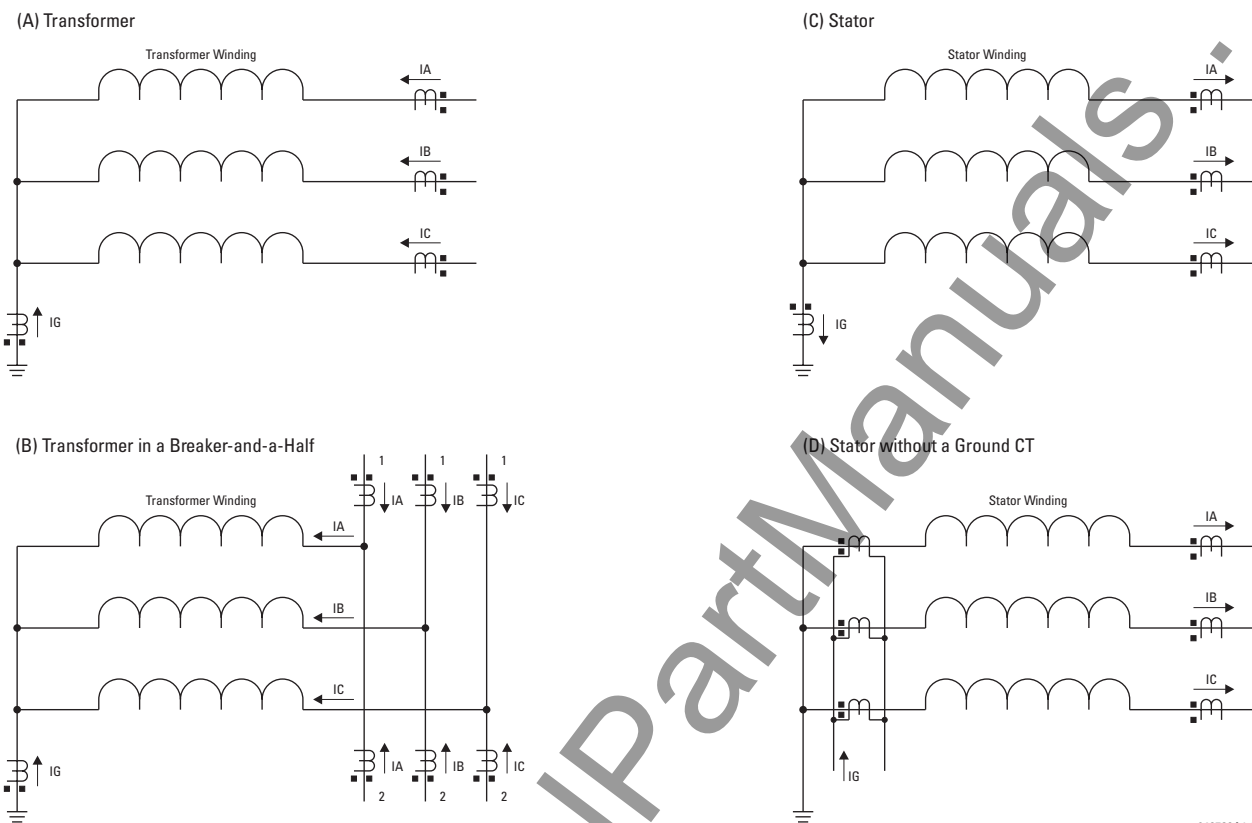 (A) Transformer
Transformer Winding
IA
IB
IC
IG
(C) Stator
Stator Winding
IA
IB
IC
IG
(B) Transformer in a Breaker-and-a-Half
Transformer Winding
1
1
1
IA
IB
IC
IA
IB
IC
IG
IA
IB
IC
2
2
2
(D) Stator without a Ground CT
Stator Winding
IA
IB
IC
IG
lPartManuals.